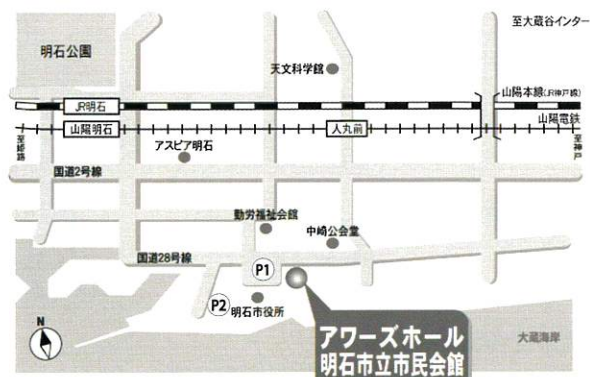 至大蔵谷インター
明石公園
天文科学館
JR明石
山陽本線(JR神戸線)
山陽明石
人丸前
山陽電鉄
至姫路
至神戸
アスピア明石
国道2号線
勤労福祉会館
中崎公会堂
国道28号線
P1
P2
明石市役所
N
アワーズホール
明石市立市民会館
大蔵海岸